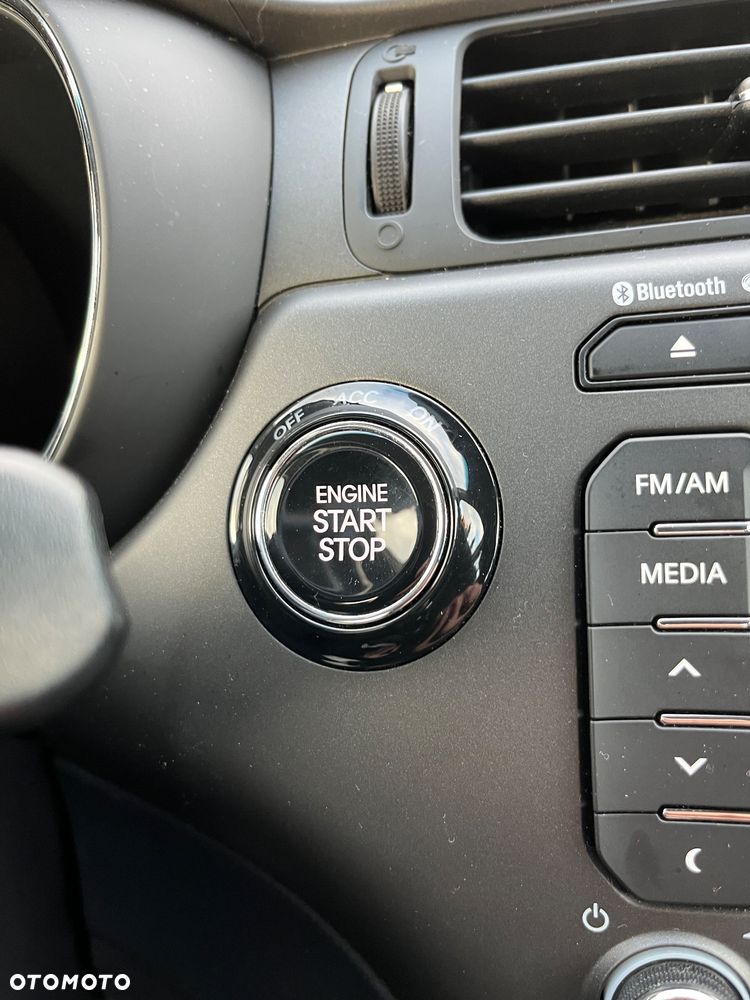 Bluetooth
OFF ACC ON
ENGINE
START
STOP
FM/AM
MEDIA
OTOMOTO